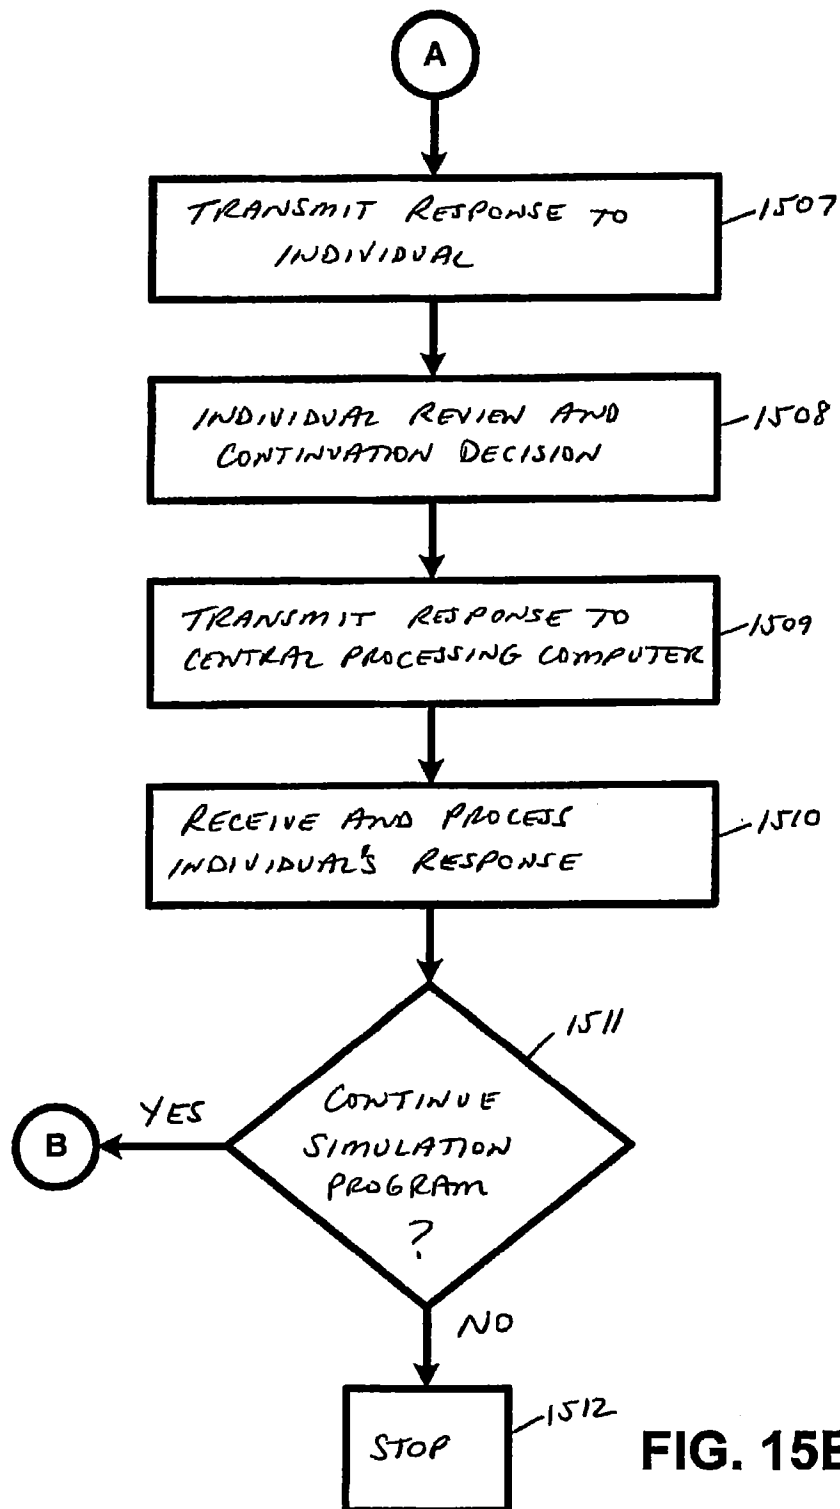 A
TRANSMIT RESPONSE TO
INDIVIDUAL
1507
INDIVIDUAL REVIEW AND
CONTINUATION DECISION
1508
TRANSMIT RESPONSE TO
CENTRAL PROCESSING COMPUTER
1509
RECEIVE AND PROCESS
INDIVIDUAL'S RESPONSE
1510
1511
CONTINUE
SIMULATION
PROGRAM
?
YES
B
NO
STOP
1512
FIG. 15B